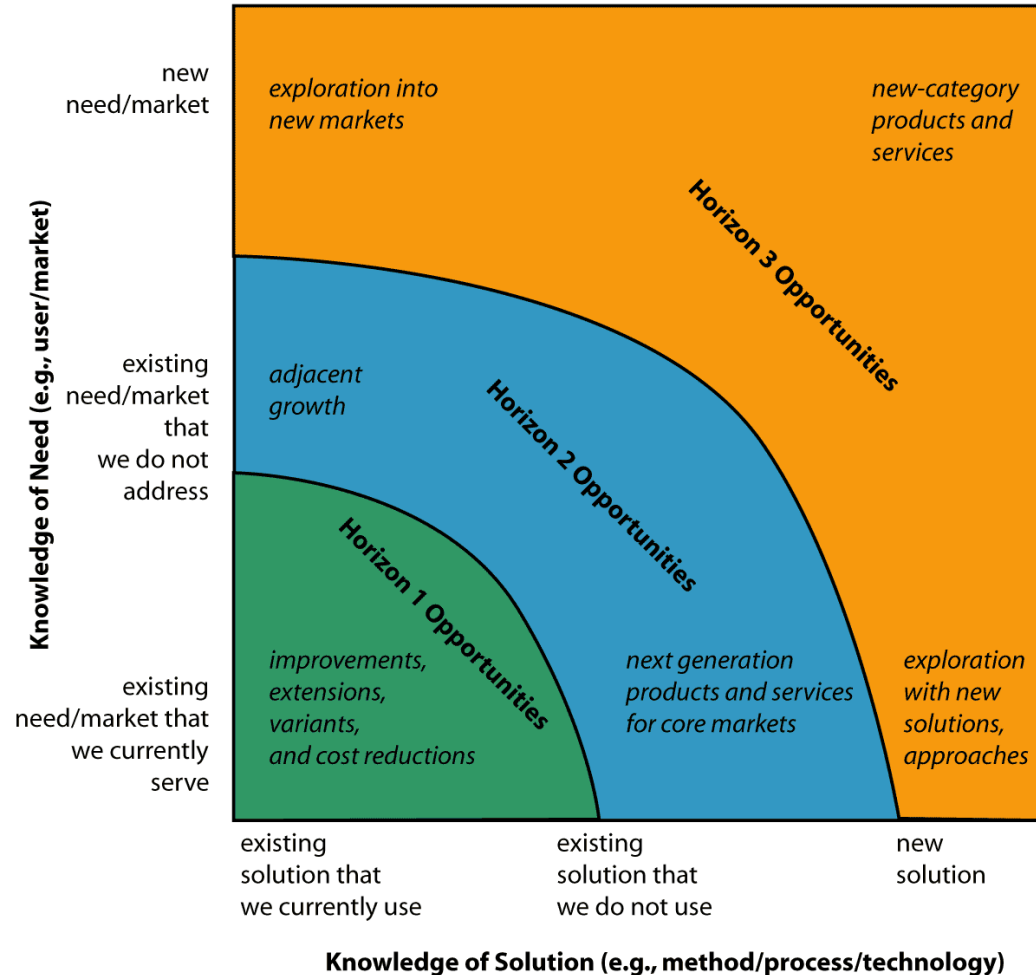 new
need/market
exploration into
new markets
new-category
products and
services
Horizon 3 Opportunities
Knowledge of Need (e.g., user/market)
existing
need/market
that
we do not
address
adjacent
growth
Horizon 2 Opportunities
Horizon 1 Opportunities
existing
need/market that
we currently
serve
improvements,
extensions,
variants,
and cost reductions
next generation
products and services
for core markets
exploration
with new
solutions,
approaches
existing
solution that
we currently use
existing
solution that
we do not use
new
solution
Knowledge of Solution (e.g., method/process/technology)